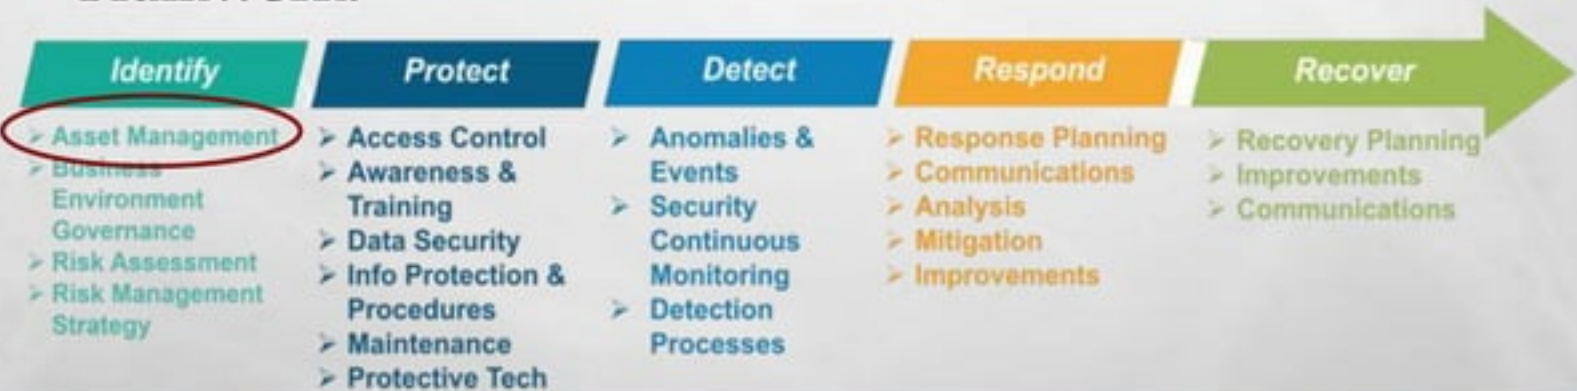 Identify
Protect
Detect
Respond
Recover
➢ Asset Management
➢ Business
Environment
Governance
➢ Risk Assessment
➢ Risk Management
Strategy
➢ Access Control
➢ Awareness &
Training
➢ Data Security
➢ Info Protection &
Procedures
➢ Maintenance
➢ Protective Tech
➢ Anomalies &
Events
➢ Security
Continuous
Monitoring
➢ Detection
Processes
➢ Response Planning
➢ Communications
➢ Analysis
➢ Mitigation
➢ Improvements
➢ Recovery Planning
➢ Improvements
➢ Communications